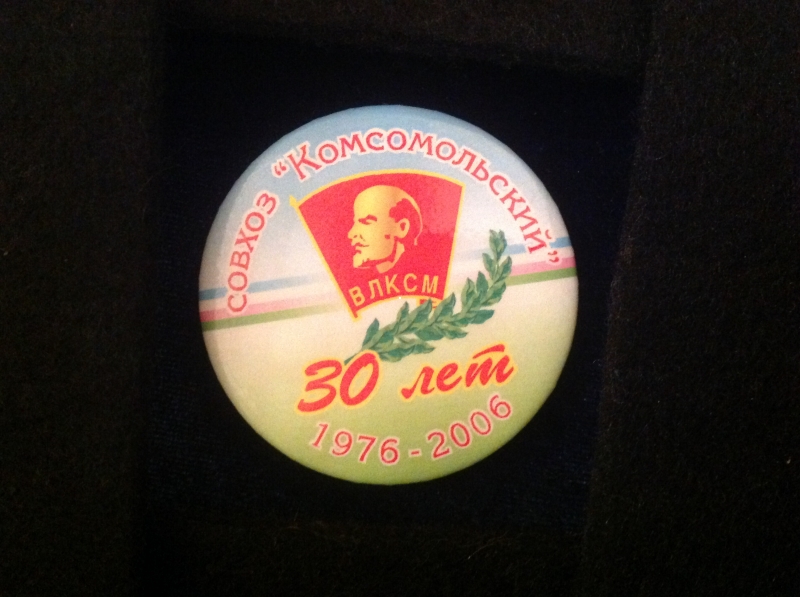 совхоз "Комсомольский"
ВЛКСМ
30 лет
1976-2006